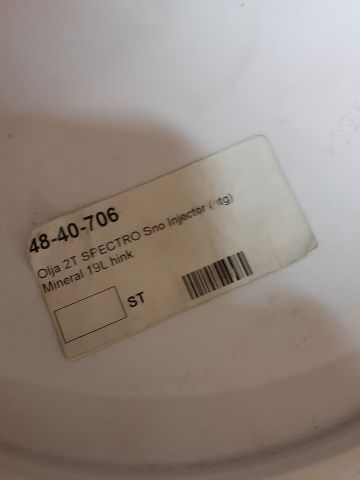 48-40-706
Olja 2T SPECTRO Sno Injector
Mineral 19L hink
ST